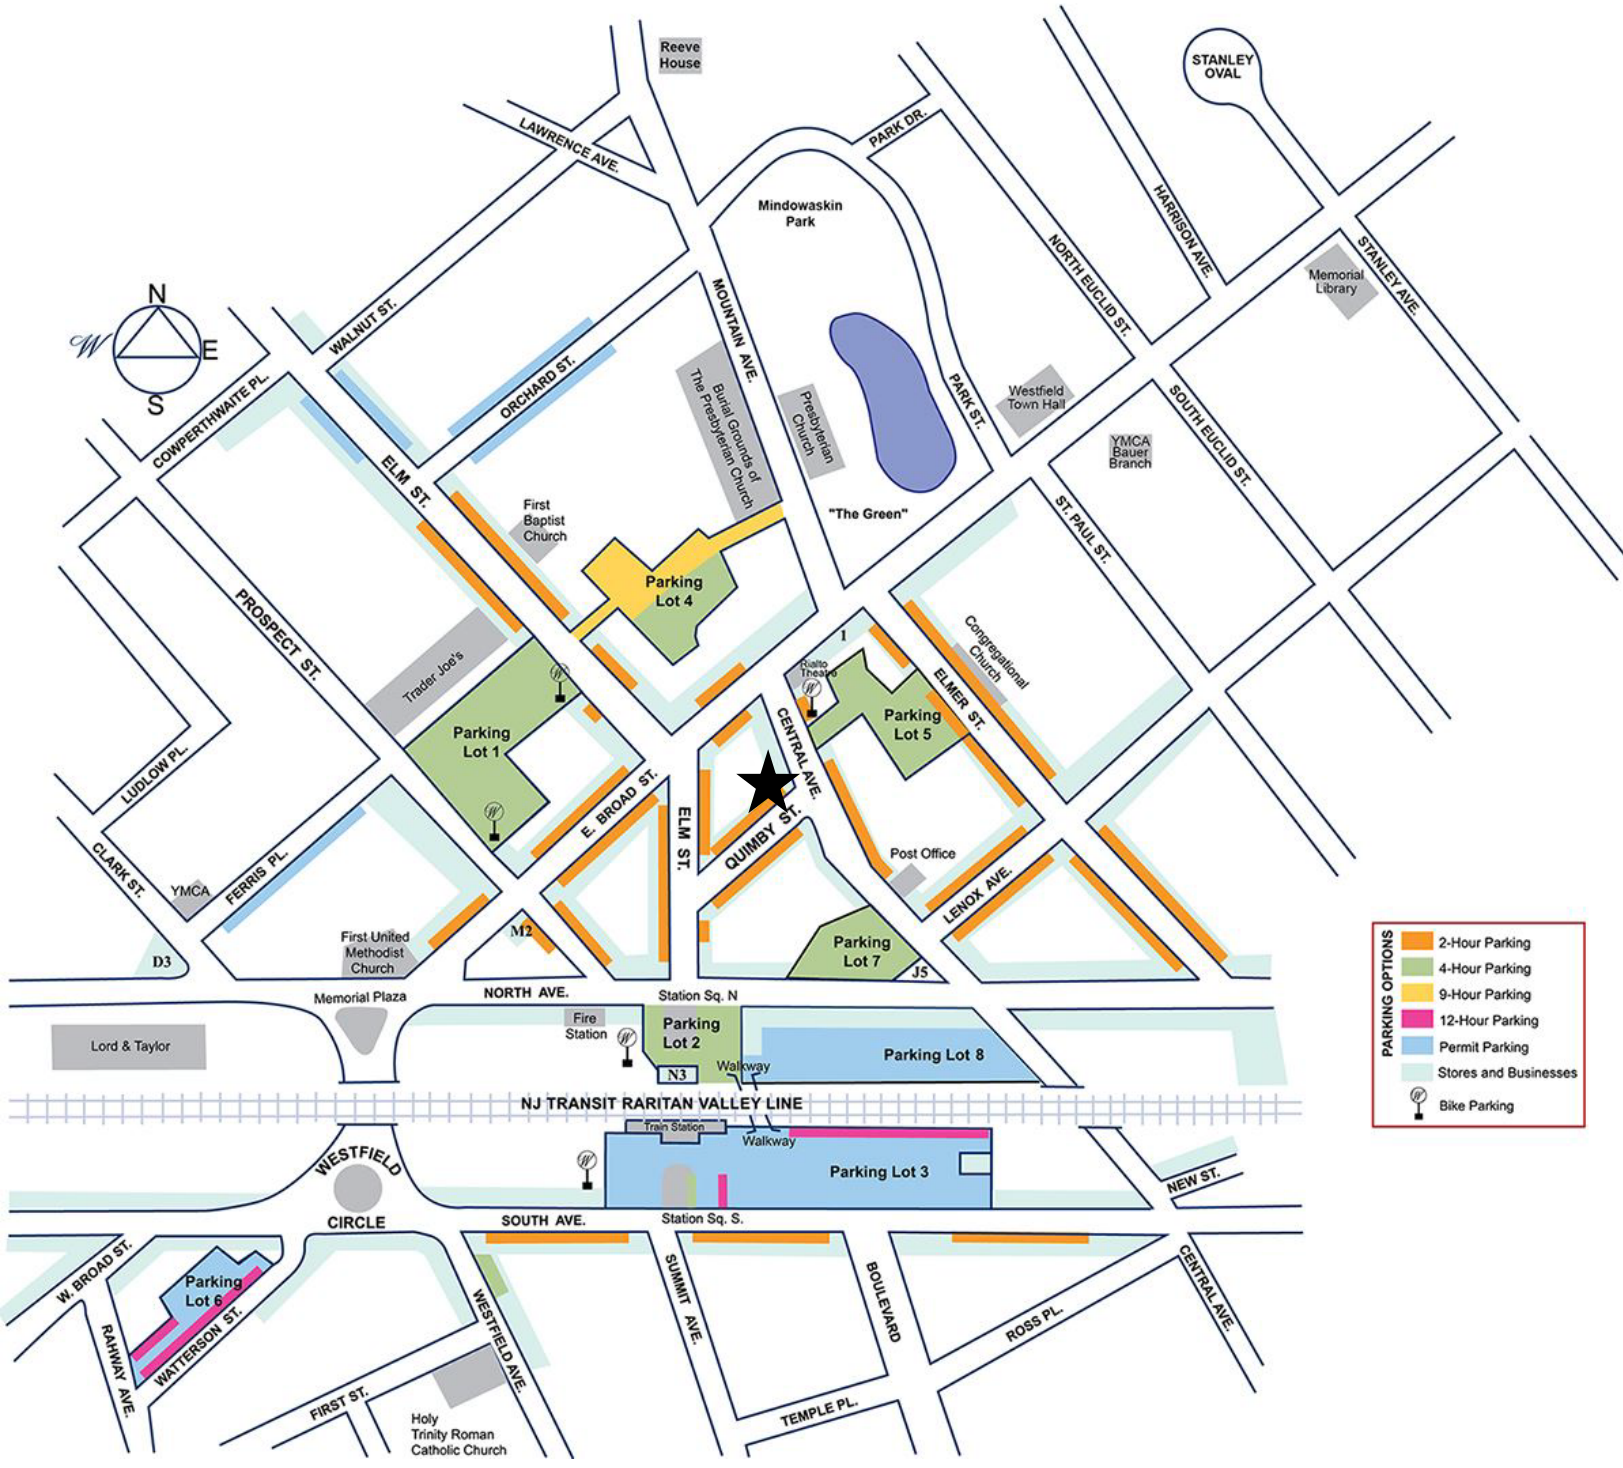 Reeve
House
STANLEY
OVAL
LAWRENCE AVE.
PARK DR.
Mindowaskin
Park
HARRISON AVE.
NORTH EUCLID ST.
STANLEY AVE.
Memorial
Library
N
W
E
S
WALNUT ST.
MOUNTAIN AVE.
COWPERTHWAITE PL.
ORCHARD ST.
Burial Grounds of
The Presbyterian Church
Presbyterian
Church
PARK ST.
Westfield
Town Hall
YMCA
Bauer
Branch
SOUTH EUCLID ST.
ELM ST.
First
Baptist
Church
"The Green"
ST. PAUL ST.
Parking
Lot 4
PROSPECT ST.
Trader Joe's
W
1
Rialto
Theatre
W
Congregational
Church
ELMER ST.
Parking
Lot 1
CENTRAL AVE.
Parking
Lot 5
LUDLOW PL.
W
E. BROAD ST.
ELM ST.
QUIMBY ST.
CLARK ST.
YMCA
FERRIS PL.
Post Office
LENOX AVE.
D3
First United
Methodist
Church
M2
Parking
Lot 7
J5
NORTH AVE.
Station Sq. N
Memorial Plaza
Lord & Taylor
Fire
Station
W
Parking
Lot 2
N3
Walkway
Parking Lot 8
NJ TRANSIT RARITAN VALLEY LINE
Train Station
Walkway
W
Parking Lot 3
WESTFIELD
CIRCLE
SOUTH AVE.
Station Sq. S.
NEW ST.
W. BROAD ST.
Parking
Lot 6
WATTERSON ST.
RAHWAY AVE.
WESTFIELD AVE.
SUMMIT AVE.
BOULEVARD
ROSS PL.
CENTRAL AVE.
FIRST ST.
TEMPLE PL.
Holy
Trinity Roman
Catholic Church
PARKING OPTIONS
2-Hour Parking
4-Hour Parking
9-Hour Parking
12-Hour Parking
Permit Parking
Stores and Businesses
W
Bike Parking